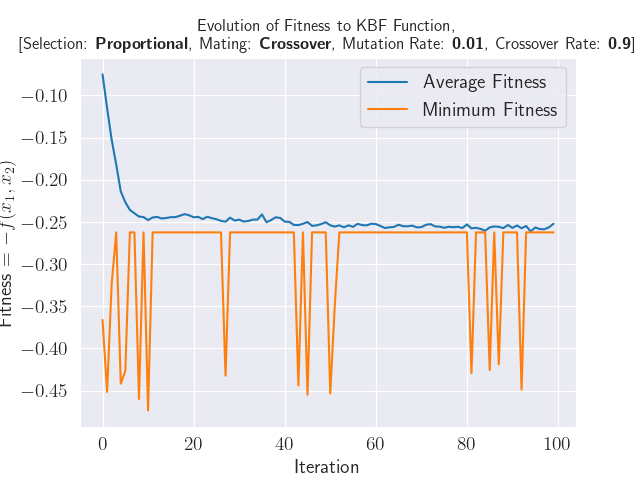 Evolution of Fitness to KBF Function,
[Selection: Proportional, Mating: Crossover, Mutation Rate: 0.01, Crossover Rate: 0.9]
Average Fitness
Minimum Fitness
−0.10
−0.15
−0.20
−0.25
−0.30
−0.35
−0.40
−0.45
Fitness = −f(x₁, x₂)
0 20 40 60 80 100
Iteration